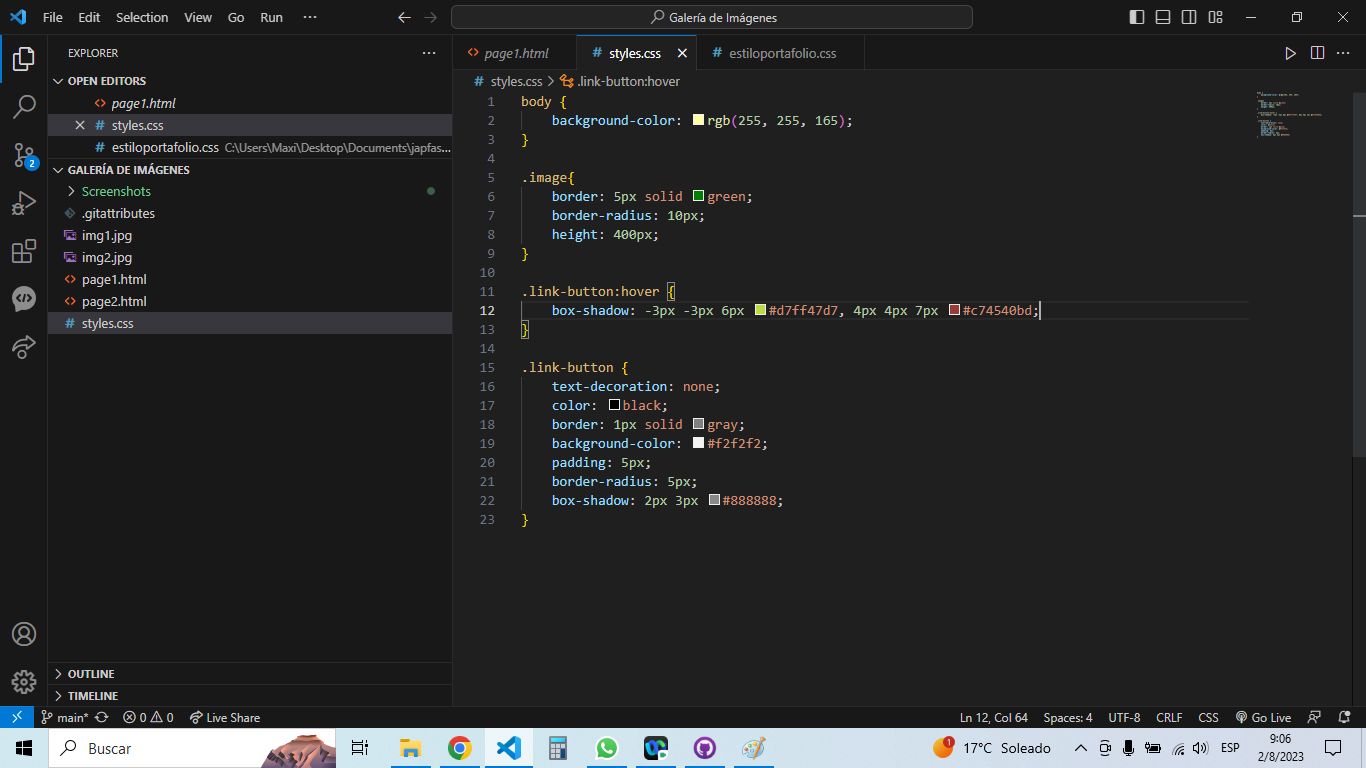 File Edit Selection View Go Run ···
Galería de Imágenes
EXPLORER ···
OPEN EDITORS
<> page1.html
# styles.css
# estiloportafolio.css C:\Users\Maxi\Desktop\Documents\japfas...
GALERÍA DE IMÁGENES
Screenshots
.gitattributes
img1.jpg
img2.jpg
<> page1.html
<> page2.html
# styles.css
2
OUTLINE
TIMELINE
<> page1.html # styles.css # estiloportafolio.css ···
# styles.css > .link-button:hover
1 body {
2 background-color: rgb(255, 255, 165);
3 }
4
5 .image{
6 border: 5px solid green;
7 border-radius: 10px;
8 height: 400px;
9 }
10
11 .link-button:hover {
12 box-shadow: -3px -3px 6px #d7ff47d7, 4px 4px 7px #c74540bd;
13 }
14
15 .link-button {
16 text-decoration: none;
17 color: black;
18 border: 1px solid gray;
19 background-color: #f2f2f2;
20 padding: 5px;
21 border-radius: 5px;
22 box-shadow: 2px 3px #888888;
23 }
main* 0 0 Live Share Ln 12, Col 64 Spaces: 4 UTF-8 CRLF CSS Go Live
Buscar 1 17°C Soleado ESP 9:06
2/8/2023